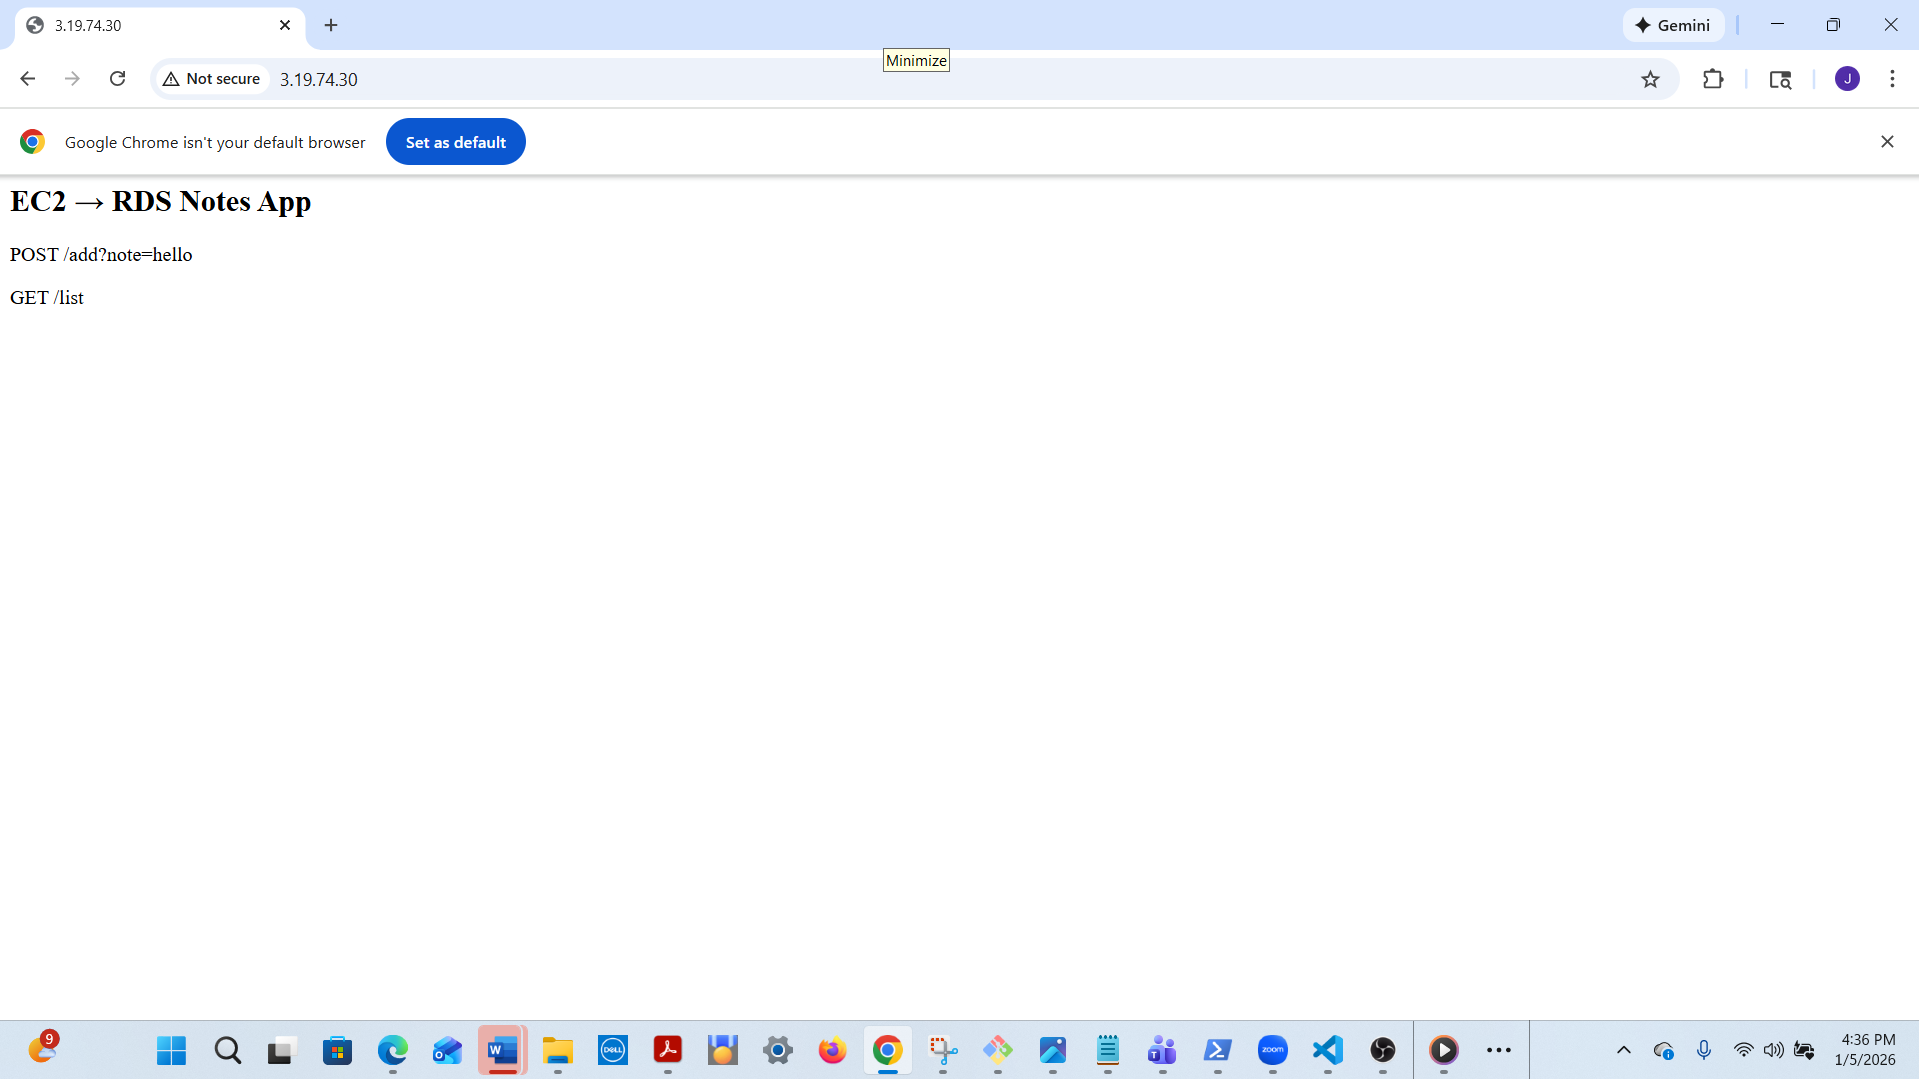 3.19.74.30
Gemini
Minimize
Not secure
3.19.74.30
J
Google Chrome isn't your default browser
Set as default
EC2 → RDS Notes App
POST /add?note=hello
GET /list
9
O
W
DELL
T
zoom
4:36 PM
1/5/2026